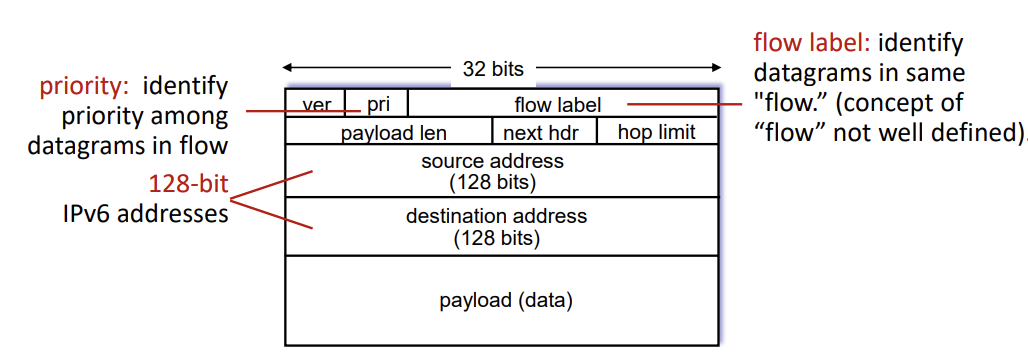 32 bits
priority: identify
priority among
datagrams in flow
128-bit
IPv6 addresses
ver pri flow label
payload len next hdr hop limit
source address
(128 bits)
destination address
(128 bits)
payload (data)
flow label: identify
datagrams in same
"flow.” (concept of
“flow” not well defined).